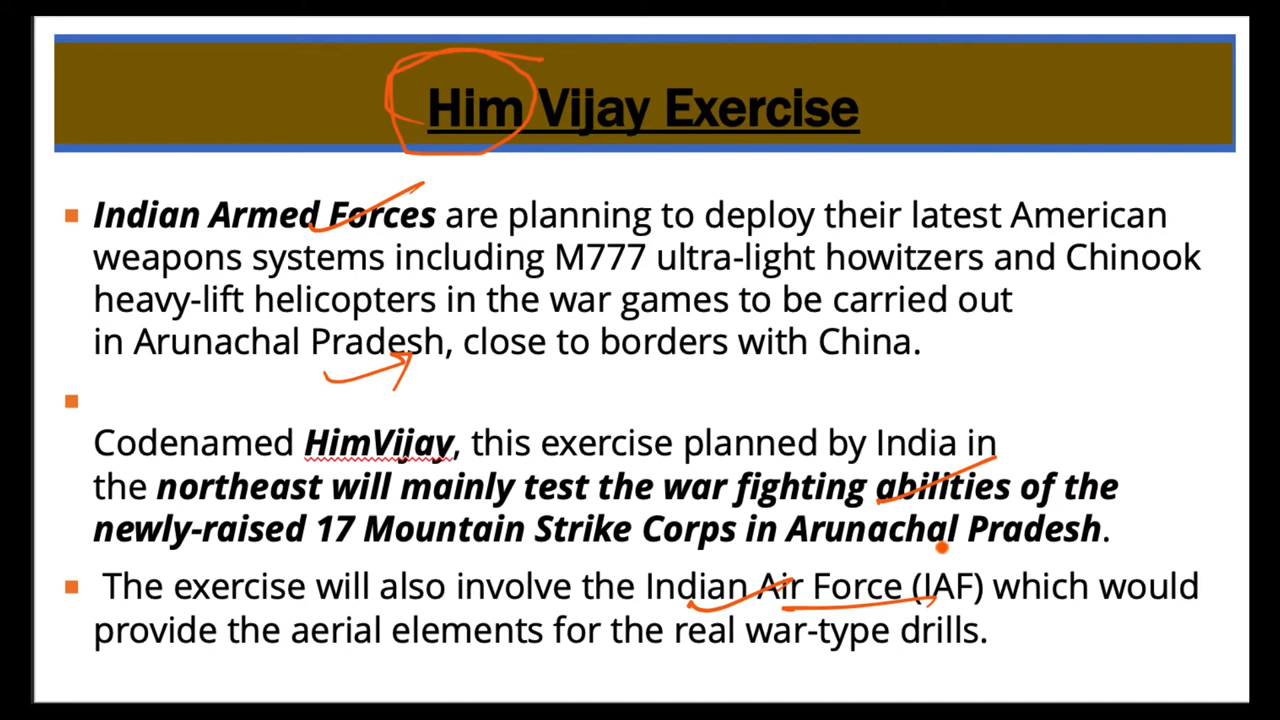 Him Vijay Exercise
Indian Armed Forces are planning to deploy their latest American
weapons systems including M777 ultra-light howitzers and Chinook
heavy-lift helicopters in the war games to be carried out
in Arunachal Pradesh, close to borders with China.
Codenamed HimVijay, this exercise planned by India in
the northeast will mainly test the war fighting abilities of the
newly-raised 17 Mountain Strike Corps in Arunachal Pradesh.
The exercise will also involve the Indian Air Force (IAF) which would
provide the aerial elements for the real war-type drills.